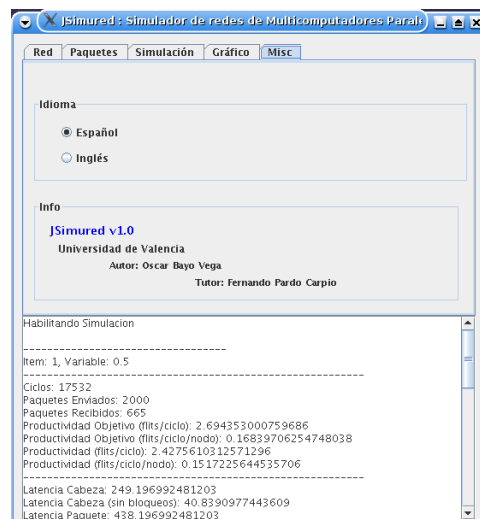 JSimured : Simulador de redes de Multicomputadores Parale
Red Paquetes Simulación Gráfico Misc
Idioma
Español
Inglés
Info
JSimured v1.0
Universidad de Valencia
Autor: Oscar Bayo Vega
Tutor: Fernando Pardo Carpio
Habilitando Simulacion
----------------------------------
Item: 1, Variable: 0.5
---------------------------------------------------------
Ciclos: 17532
Paquetes Enviados: 2000
Paquetes Recibidos: 665
Productividad Objetivo (flits/ciclo): 2.694353000759686
Productividad Objetivo (flits/ciclo/nodo): 0.16839706254748038
Productividad (flits/ciclo): 2.4275610312571296
Productividad (flits/ciclo/nodo): 0.1517225644535706
---------------------------------------------------------
Latencia Cabeza: 249.196992481203
Latencia Cabeza (sin bloqueos): 40.8390977443609
Latencia Paquete: 438.196992481203